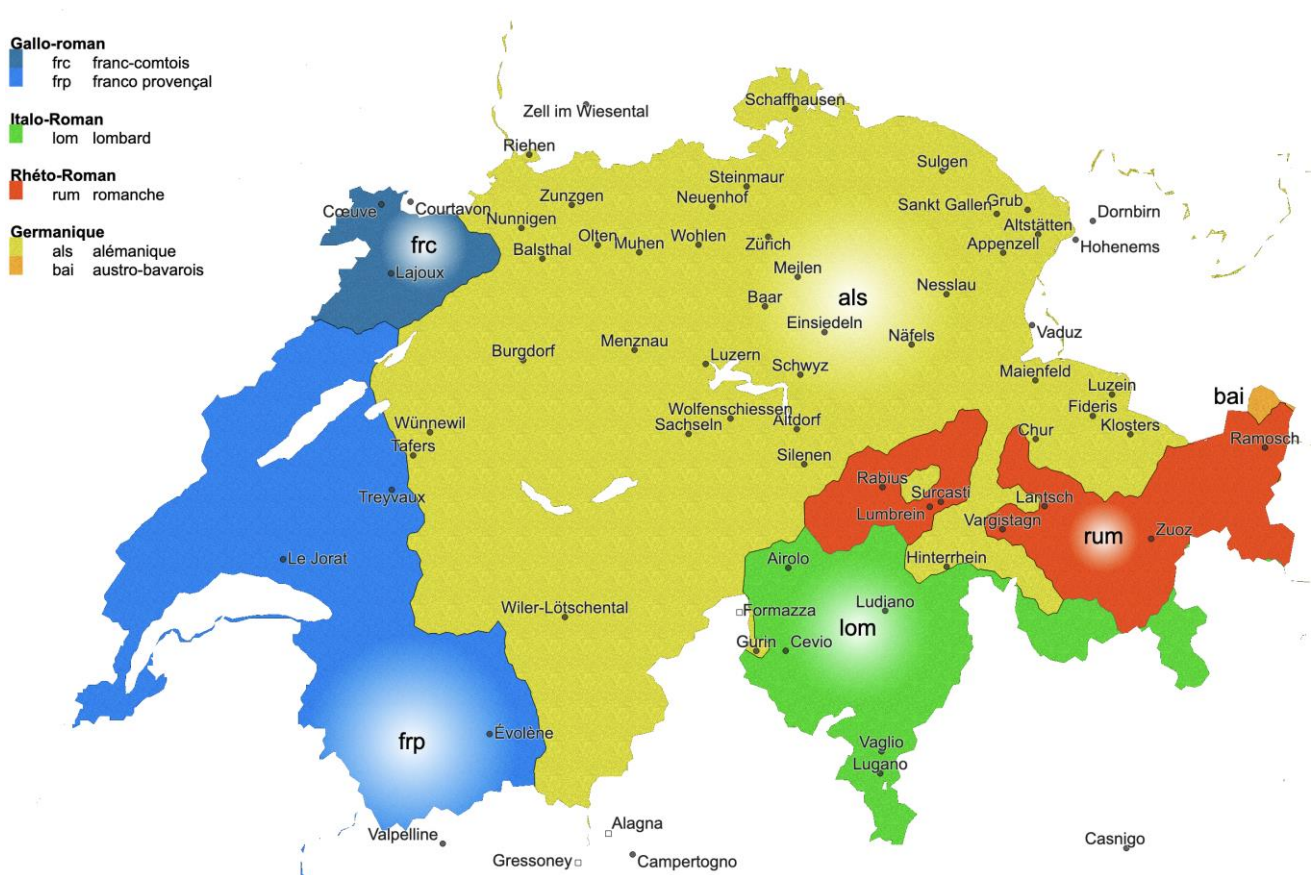 Gallo-roman
frc franc-comtois
frp franco provençal
Italo-Roman
lom lombard
Rhéto-Roman
rum romanche
Germanique
als alémanique
bai austro-bavarois
Schaffhausen
Zell im Wiesental
Riehen
Sulgen
Steinmaur
Zunzgen
Neuenhof
Cœuve
Courtavon
Sankt Gallen
Grub
Dornbirn
Nunnigen
Altstätten
frc
Olten
Muhen
Wohlen
Zürich
Appenzell
Hohenems
Balsthal
Lajoux
Meilen
Nesslau
Baar
als
Einsiedeln
Näfels
Vaduz
Burgdorf
Menznau
Luzern
Schwyz
Maienfeld
Luzein
bai
Wolfenschiessen
Fideris
Wünnewil
Sachseln
Altdorf
Chur
Klosters
Ramosch
Tafers
Silenen
Rabius
Treyvaux
Surcasti
Lantsch
Lumbrein
Vargistagn
Zuoz
rum
Le Jorat
Airolo
Hinterrhein
Wiler-Lötschental
Formazza
Ludiano
lom
Gurin
Cevio
Évolène
frp
Vaglio
Lugano
Alagna
Valpelline
Casnigo
Gressoney
Campertogno